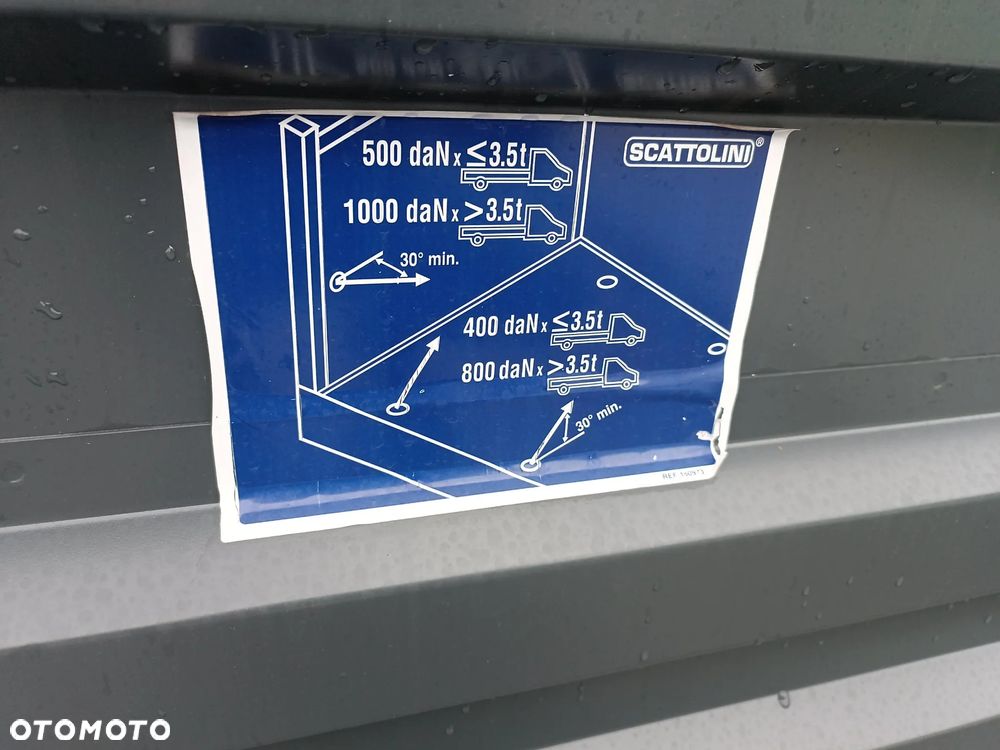 SCATTOLINI®
500 daN x ≤3.5t
1000 daN x >3.5t
30° min.
400 daN x ≤3.5t
800 daN x >3.5t
30° min.
REF.
OTOMOTO